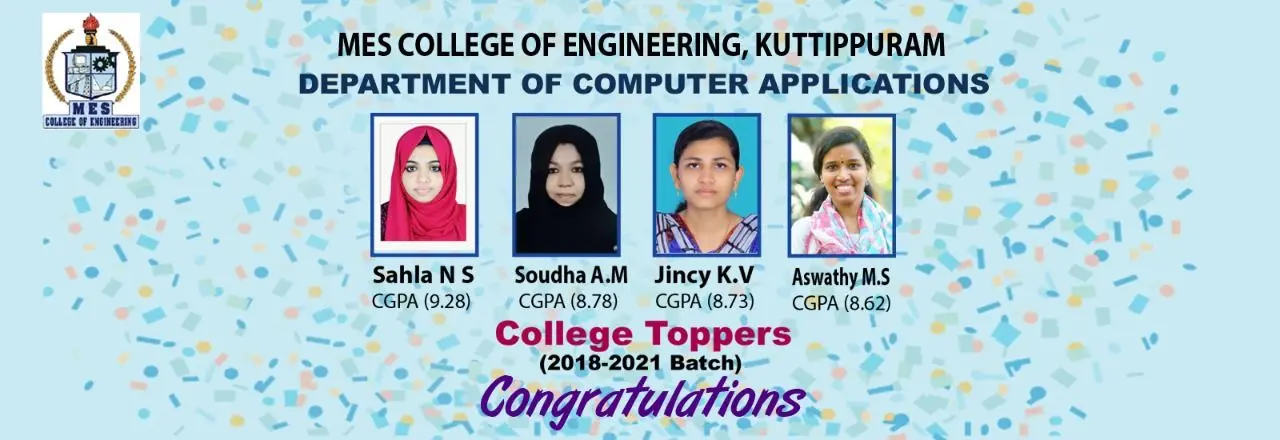 MES
COLLEGE OF ENGINEERING
MES COLLEGE OF ENGINEERING, KUTTIPPURAM
DEPARTMENT OF COMPUTER APPLICATIONS
Sahla N S
CGPA (9.28)
Soudha A.M
CGPA (8.78)
Jincy K.V
CGPA (8.73)
Aswathy M.S
CGPA (8.62)
College Toppers
(2018-2021 Batch)
Congratulations